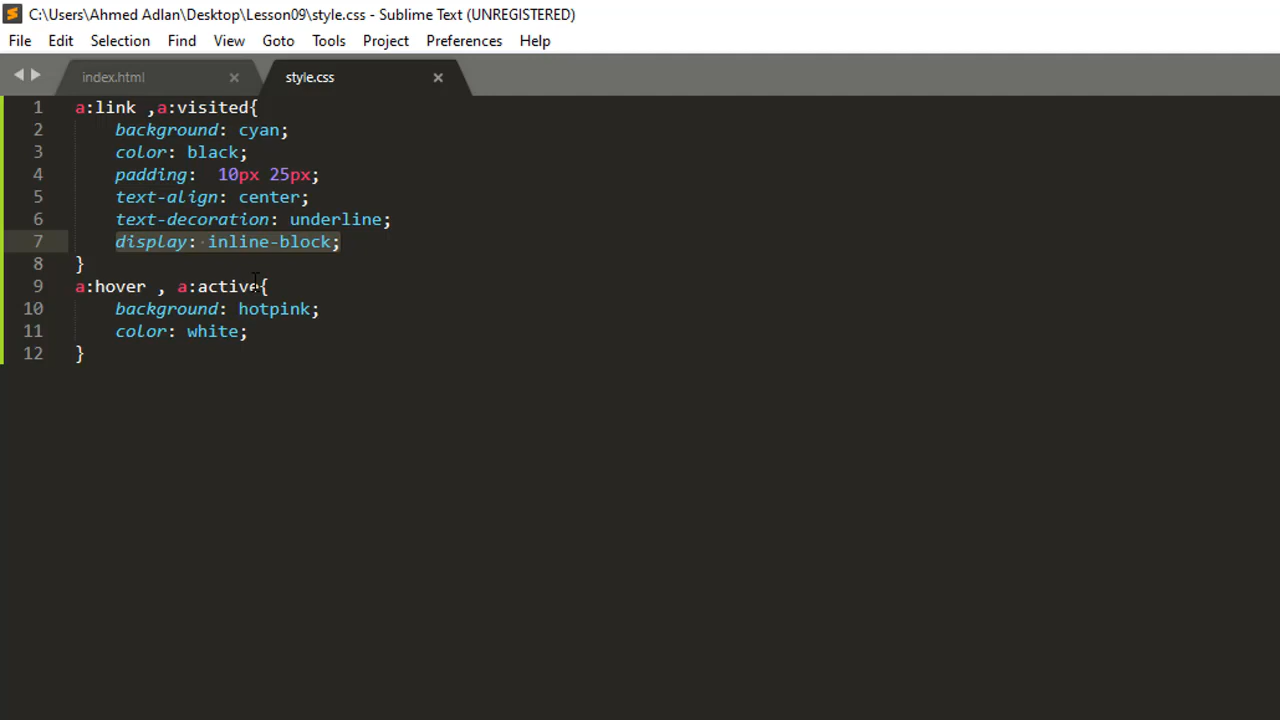 C:\Users\Ahmed Adlan\Desktop\Lesson09\style.css - Sublime Text (UNREGISTERED)
File Edit Selection Find View Goto Tools Project Preferences Help
index.html style.css
1 a:link ,a:visited{
2 background: cyan;
3 color: black;
4 padding:  10px 25px;
5 text-align: center;
6 text-decoration: underline;
7 display: inline-block;
8 }
9 a:hover , a:active{
10 background: hotpink;
11 color: white;
12 }